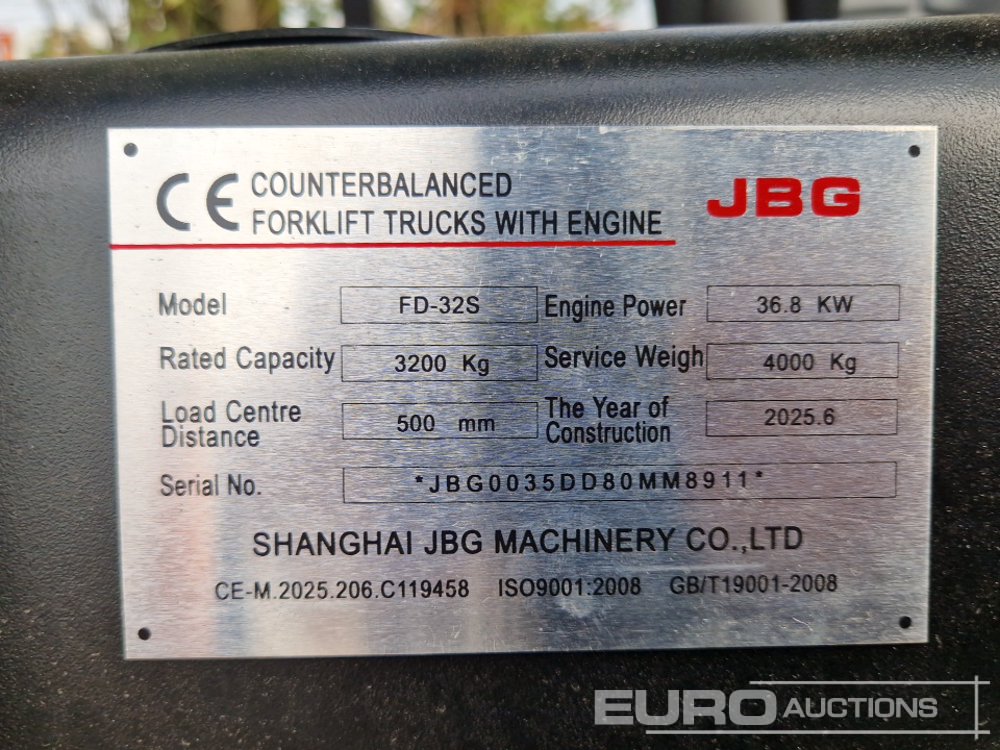 CE COUNTERBALANCED
FORKLIFT TRUCKS WITH ENGINE
JBG
Model FD-32S Engine Power 36.8 KW
Rated Capacity 3200 Kg Service Weigh 4000 Kg
Load Centre Distance 500 mm The Year of Construction 2025.6
Serial No. *JBG0035DD80MM8911*
SHANGHAI JBG MACHINERY CO.,LTD
CE-M.2025.206.C119458 ISO9001:2008 GB/T19001-2008
EURO AUCTIONS